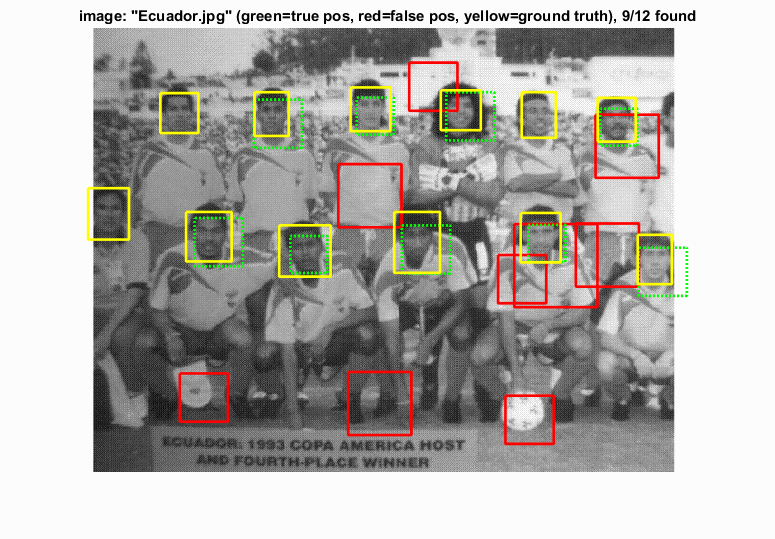 image: "Ecuador.jpg" (green=true pos, red=false pos, yellow=ground truth), 9/12 found
ECUADOR: 1993 COPA AMERICA HOST
AND FOURTH-PLACE WINNER